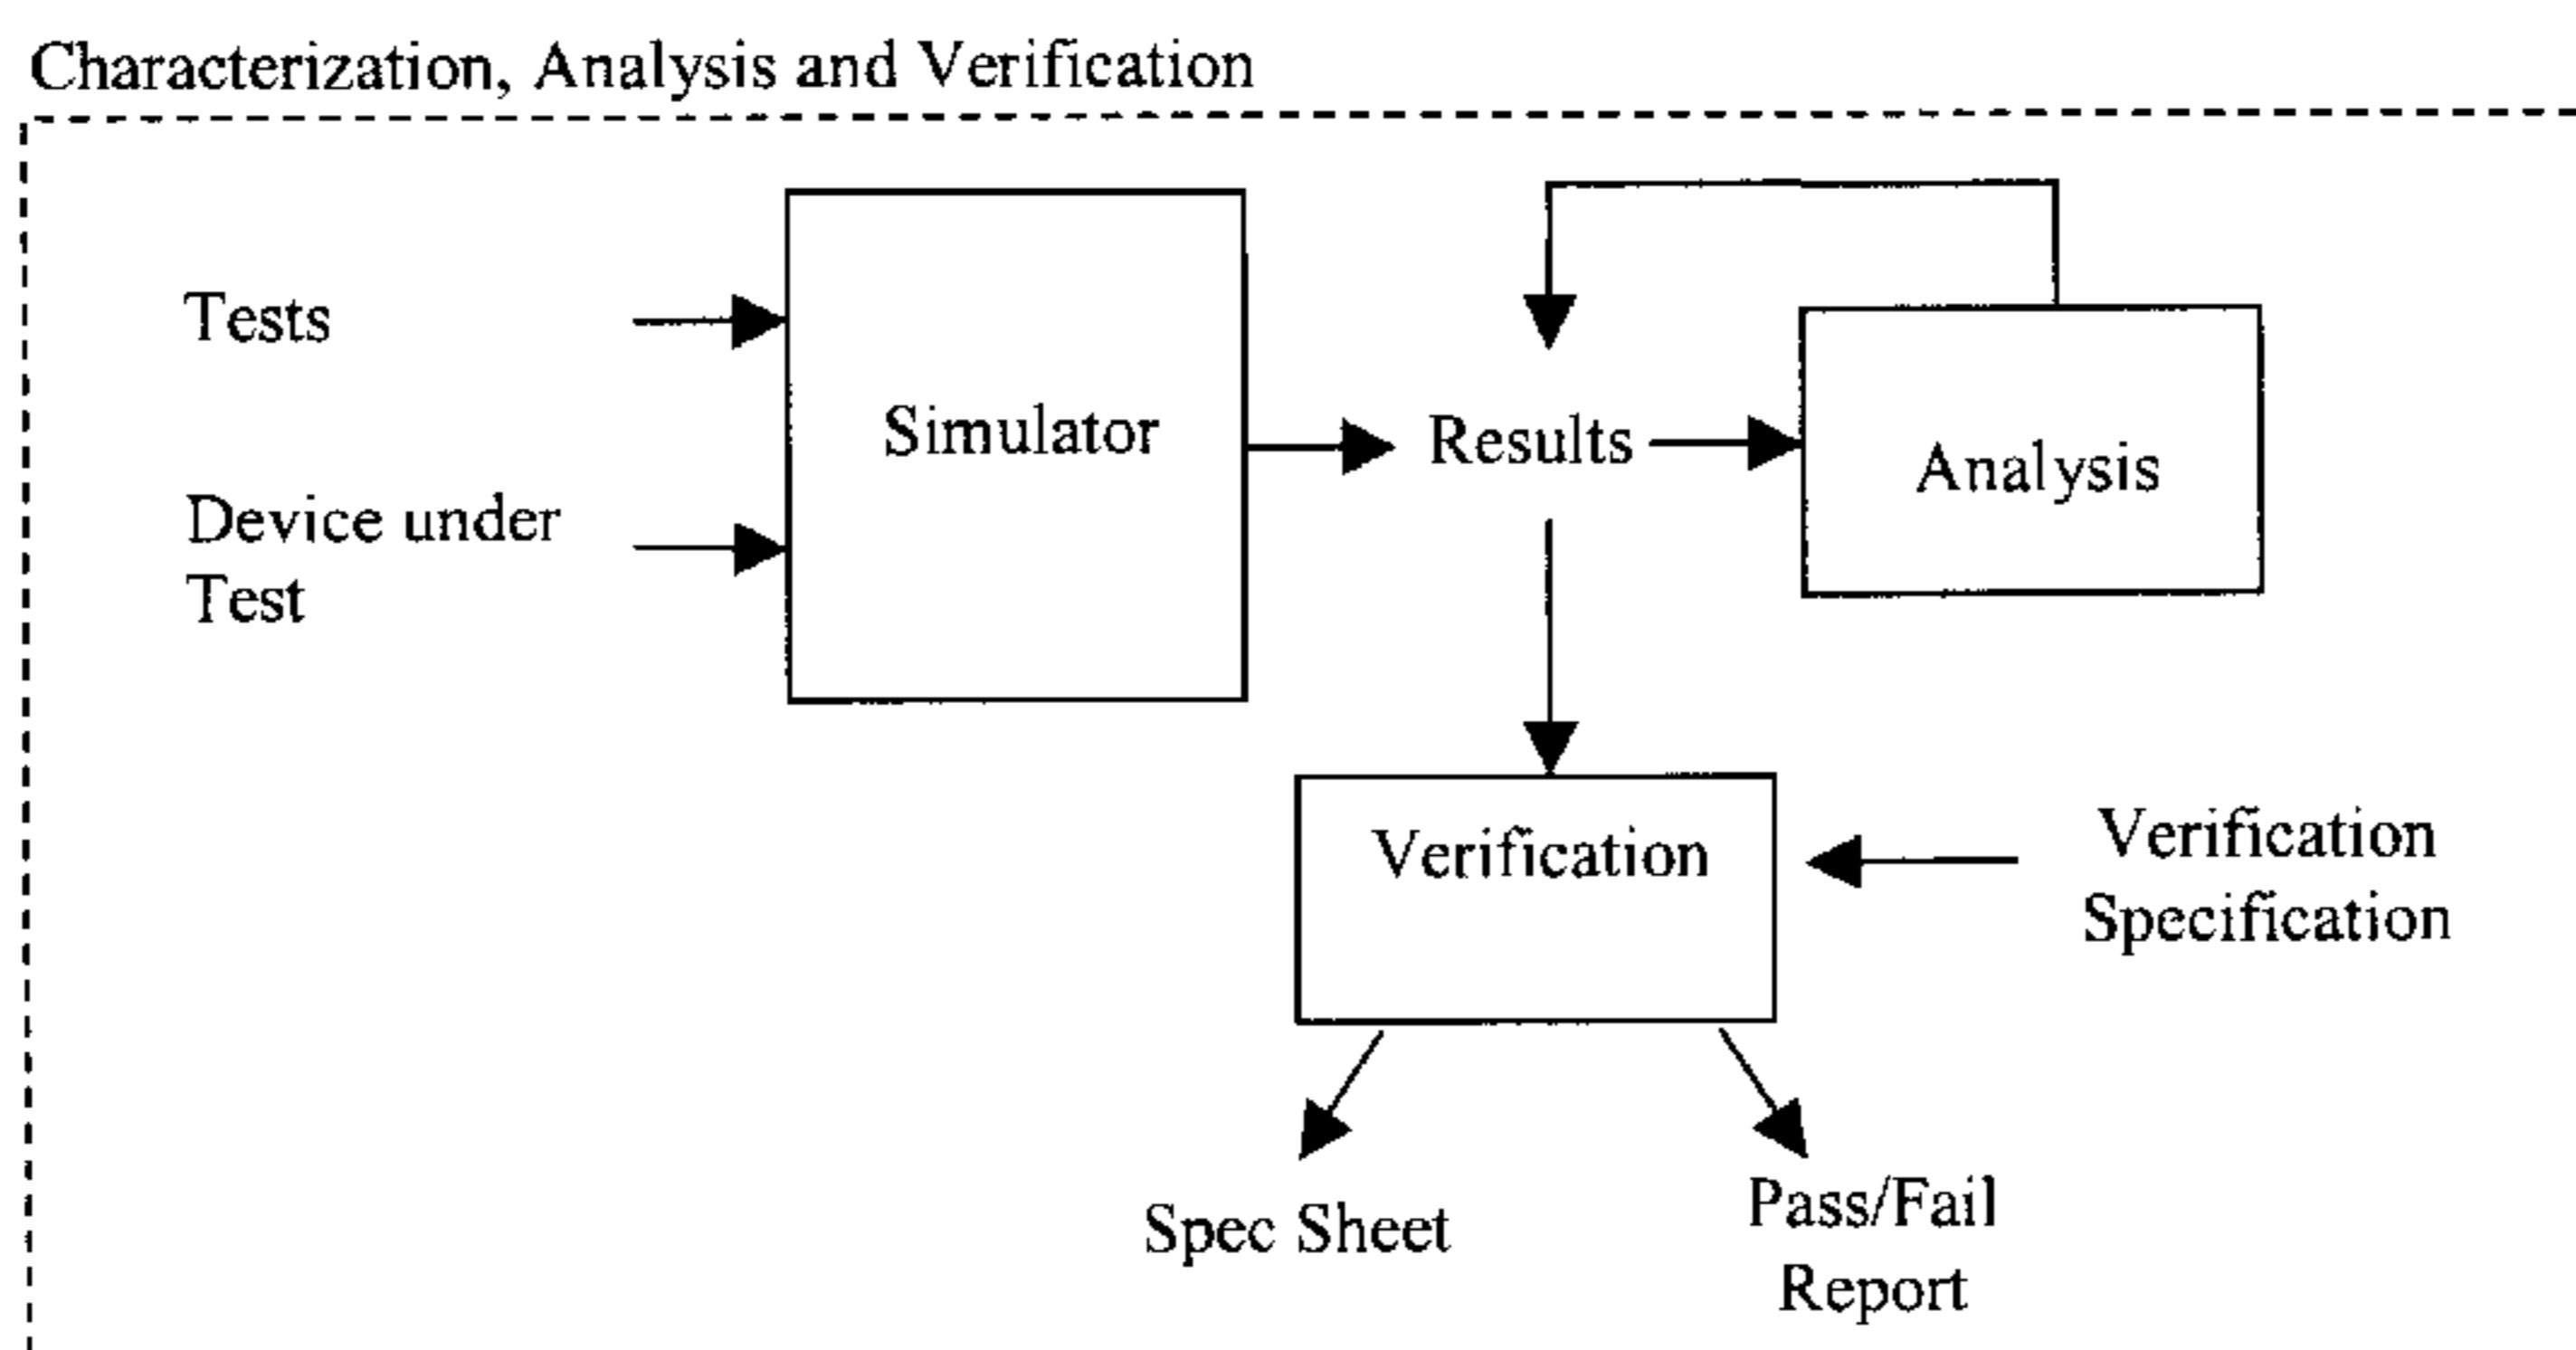 Characterization, Analysis and Verification
Tests
Simulator
Results
Analysis
Device under
Test
Verification
Verification
Specification
Spec Sheet
Pass/Fail
Report